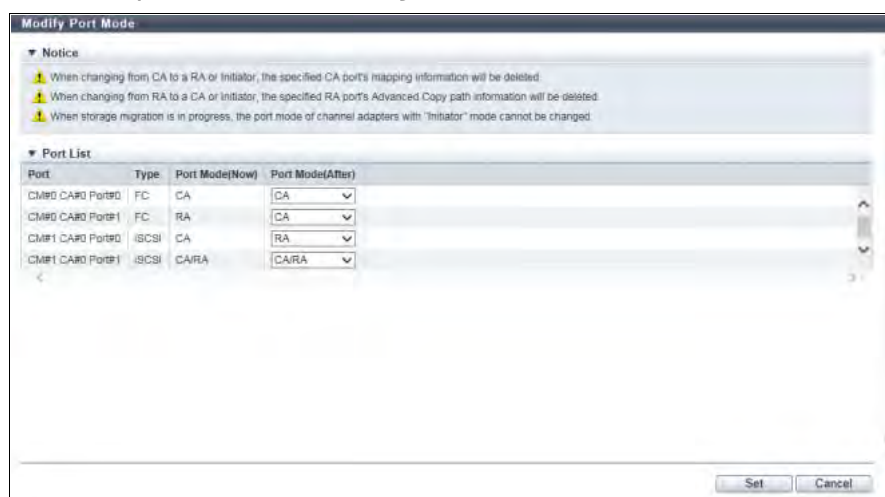 Modify Port Mode
▼ Notice
When changing from CA to a RA or Initiator, the specified CA port's mapping information will be deleted.
When changing from RA to a CA or Initiator, the specified RA port's Advanced Copy path information will be deleted.
When storage migration is in progress, the port mode of channel adapters with "Initiator" mode cannot be changed.
▼ Port List
Port Type Port Mode(Now) Port Mode(After)
CM#0 CA#0 Port#0 FC CA CA
CM#0 CA#0 Port#1 FC RA CA
CM#1 CA#0 Port#0 iSCSI CA RA
CM#1 CA#0 Port#1 iSCSI CA/RA CA/RA
Set Cancel